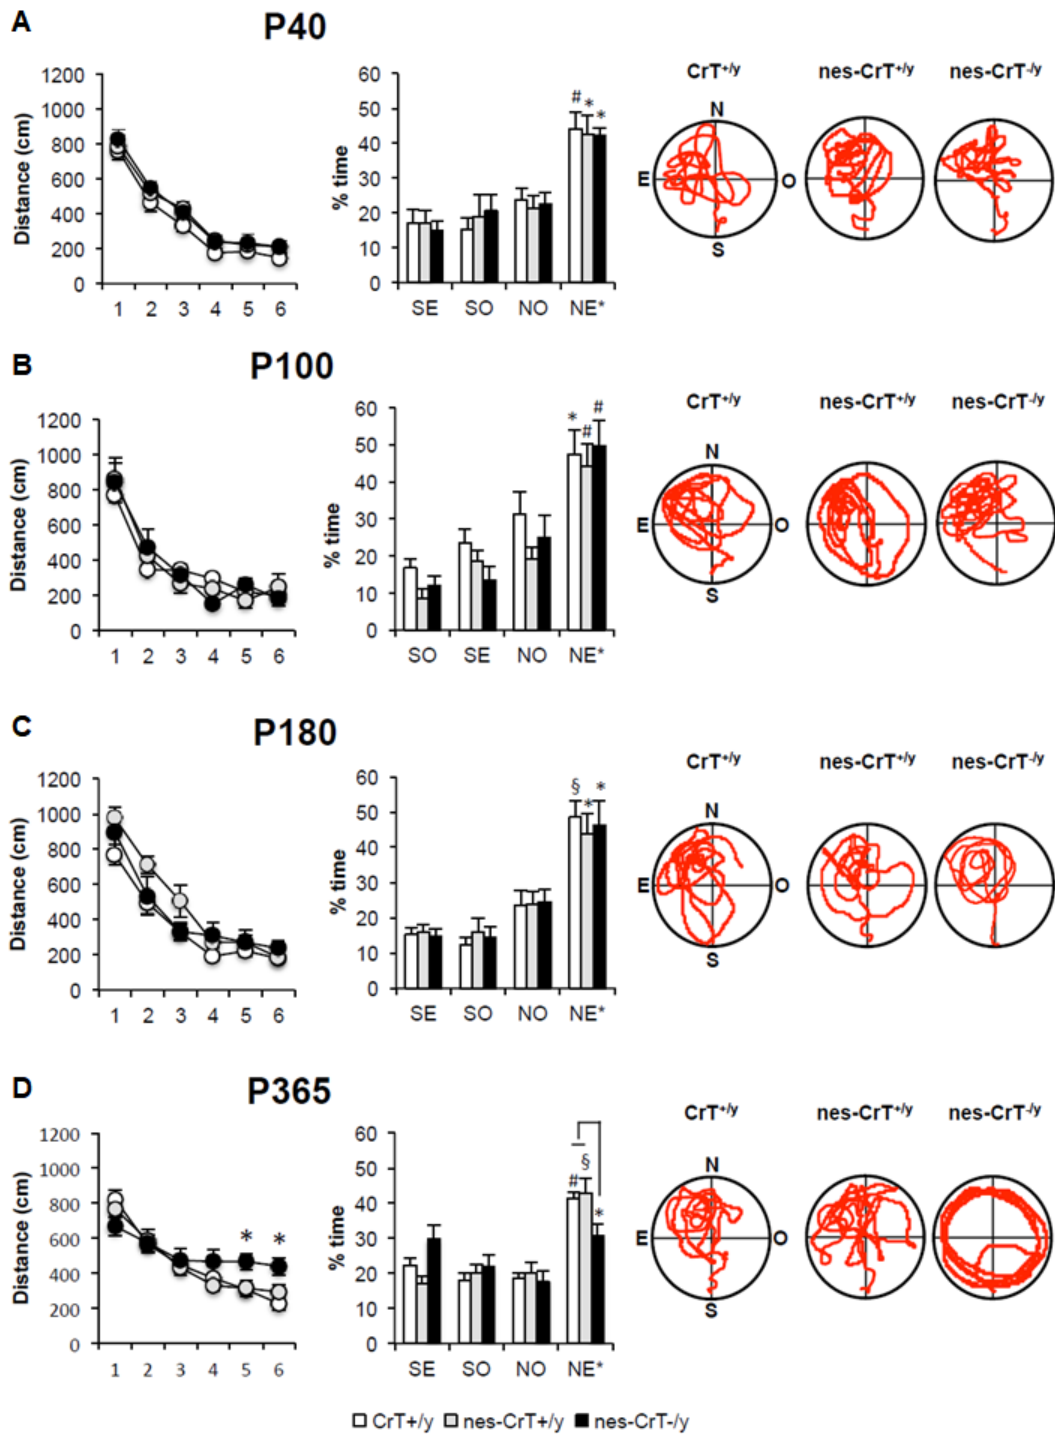 A
P40
Distance (cm)
1200
1000
800
600
400
200
0
1 2 3 4 5 6
% time
60
50
40
30
20
10
0
# * *
SE SO NO NE*
CrT+/y nes-CrT+/y nes-CrT-/y
N
E O
S
B
P100
Distance (cm)
1200
1000
800
600
400
200
0
1 2 3 4 5 6
% time
60
50
40
30
20
10
0
* # #
SO SE NO NE*
CrT+/y nes-CrT+/y nes-CrT-/y
N
E O
S
C
P180
Distance (cm)
1200
1000
800
600
400
200
0
1 2 3 4 5 6
% time
60
50
40
30
20
10
0
§ * *
SE SO NO NE*
CrT+/y nes-CrT+/y nes-CrT-/y
N
E O
S
D
P365
Distance (cm)
1200
1000
800
600
400
200
0
* *
1 2 3 4 5 6
% time
60
50
40
30
20
10
0
# § *
SE SO NO NE*
CrT+/y nes-CrT+/y nes-CrT-/y
N
E O
S
CrT+/y nes-CrT+/y nes-CrT-/y